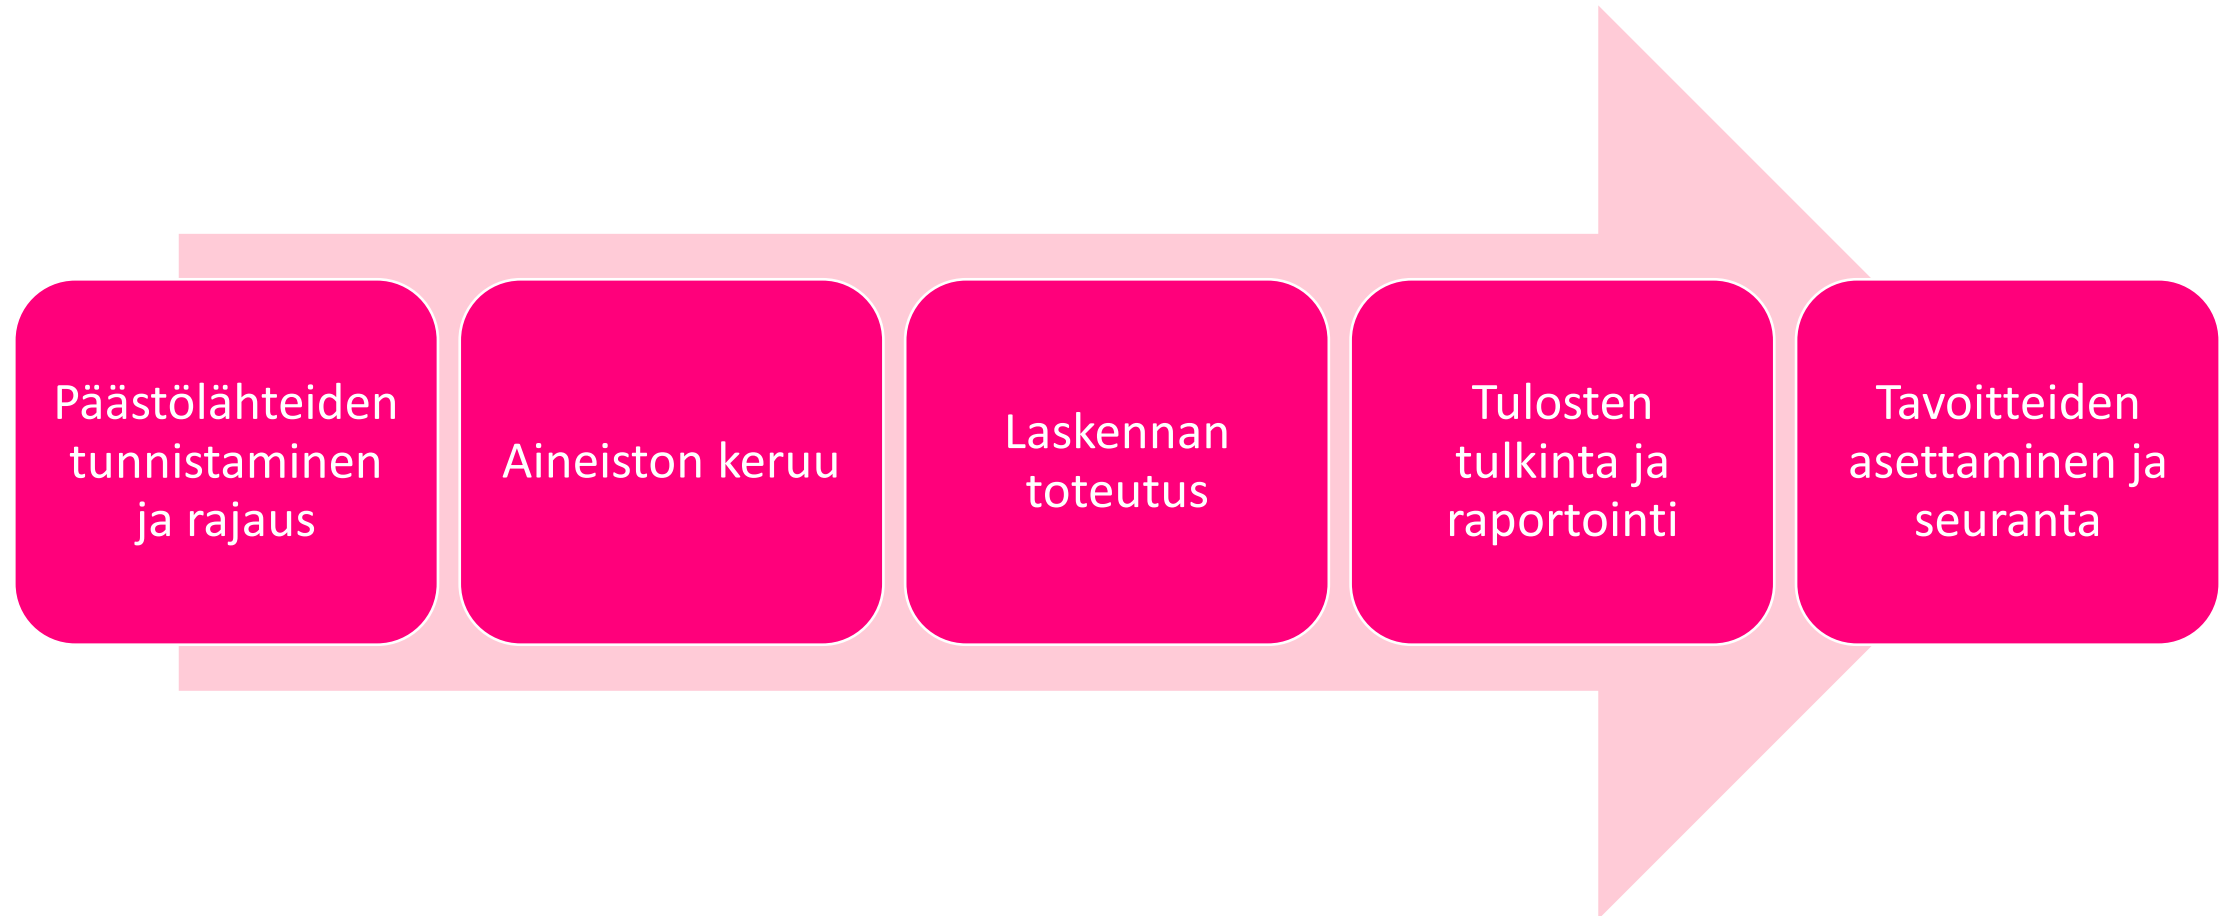 Päästölähteiden
tunnistaminen
ja rajaus
Aineiston keruu
Laskennan
toteutus
Tulosten
tulkinta ja
raportointi
Tavoitteiden
asettaminen ja
seuranta